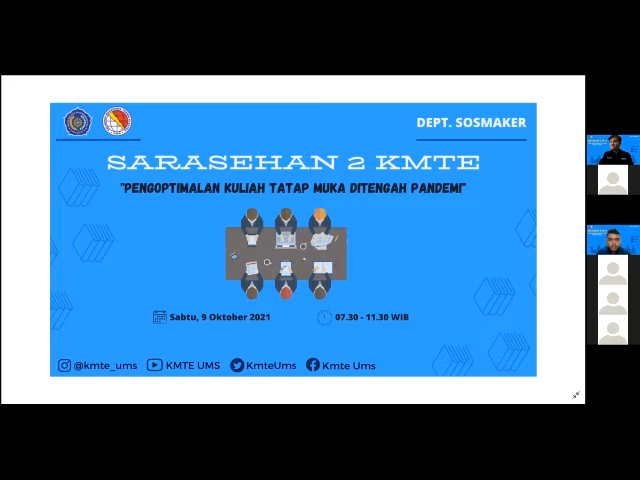 DEPT. SOSMAKER
SARASEHAN 2 KMTE
"PENGOPTIMALAN KULIAH TATAP MUKA DITENGAH PANDEMI"
Sabtu, 9 Oktober 2021
07.30 - 11.30 WIB
@kmte_ums
KMTE UMS
KmteUms
Kmte Ums